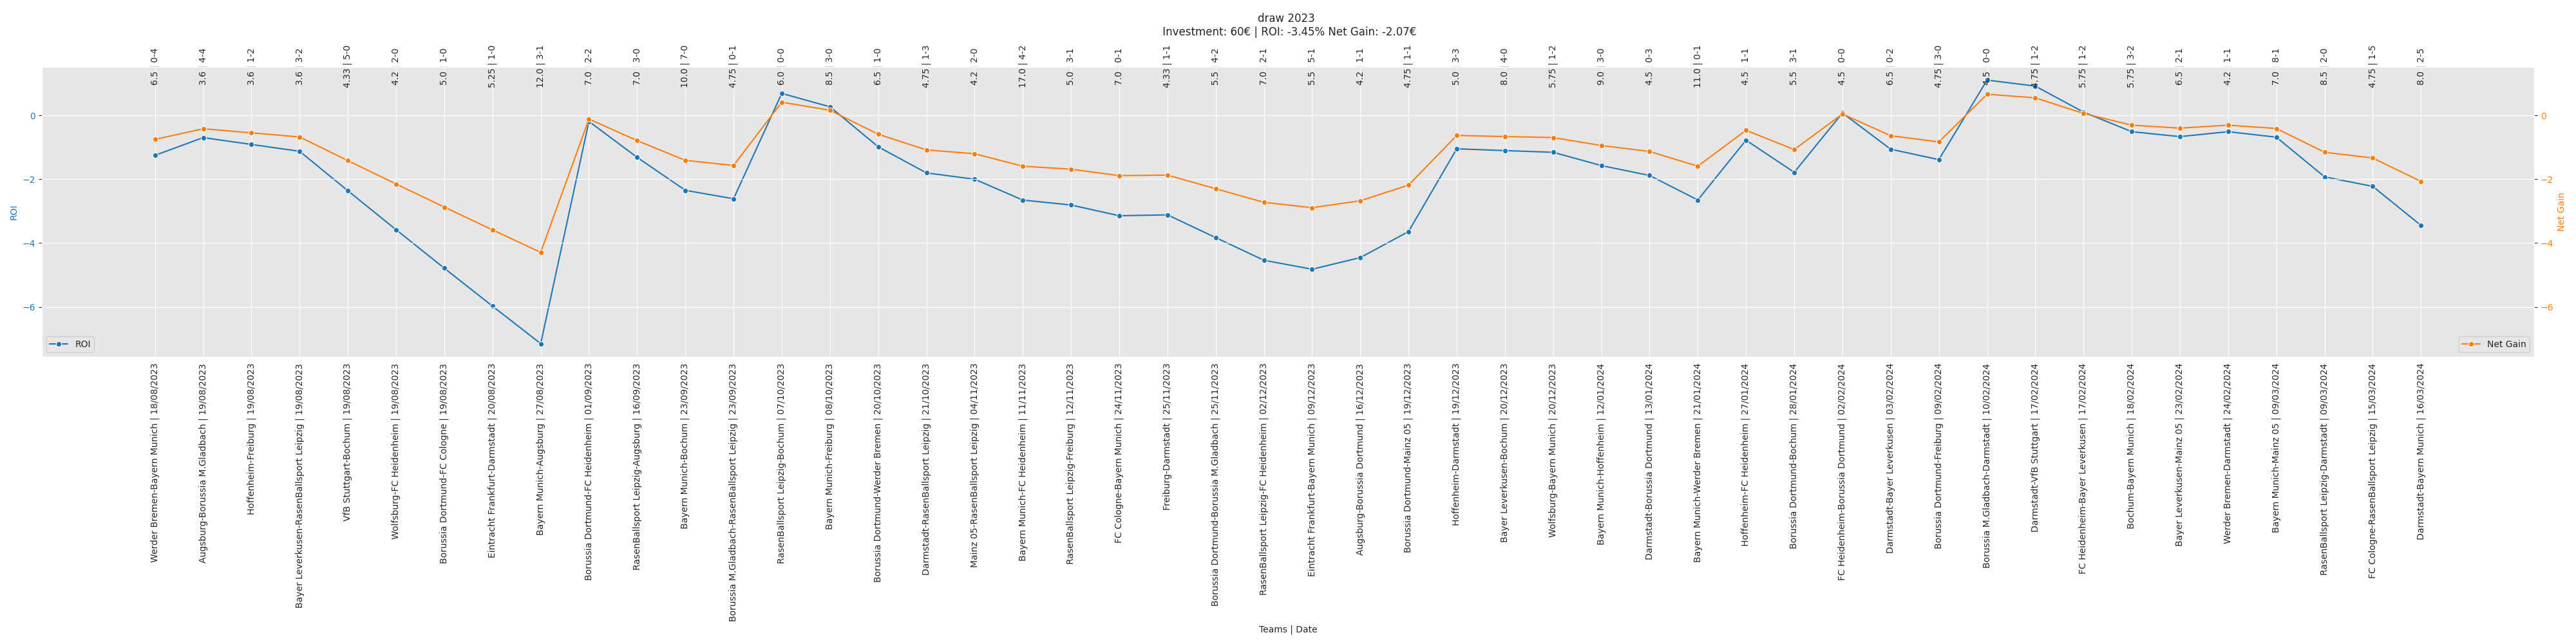 draw 2023
Investment: 60€ | ROI: -3.45% Net Gain: -2.07€
6.5 | 0-4
3.6 | 4-4
3.6 | 1-2
3.6 | 3-2
4.33 | 5-0
4.2 | 2-0
5.0 | 1-0
5.25 | 1-0
12.0 | 3-1
7.0 | 2-2
7.0 | 3-0
10.0 | 7-0
4.75 | 0-1
6.0 | 0-0
8.5 | 3-0
6.5 | 1-0
4.75 | 1-3
4.2 | 2-0
17.0 | 4-2
5.0 | 3-1
7.0 | 0-1
4.33 | 1-1
5.5 | 4-2
7.0 | 2-1
5.5 | 5-1
4.2 | 1-1
4.75 | 1-1
5.0 | 3-3
8.0 | 4-0
5.75 | 1-2
9.0 | 3-0
4.5 | 0-3
11.0 | 0-1
4.5 | 1-1
5.5 | 3-1
4.5 | 0-0
6.5 | 0-2
4.75 | 3-0
4.5 | 0-0
4.75 | 1-2
5.75 | 1-2
5.75 | 3-2
6.5 | 2-1
4.2 | 1-1
7.0 | 8-1
8.5 | 2-0
4.75 | 1-5
8.0 | 2-5
ROI
0
−2
−4
−6
Net Gain
0
−2
−4
−6
ROI
Net Gain
Werder Bremen-Bayern Munich | 18/08/2023
Augsburg-Borussia M.Gladbach | 19/08/2023
Hoffenheim-Freiburg | 19/08/2023
Bayer Leverkusen-RasenBallsport Leipzig | 19/08/2023
VfB Stuttgart-Bochum | 19/08/2023
Wolfsburg-FC Heidenheim | 19/08/2023
Borussia Dortmund-FC Cologne | 19/08/2023
Eintracht Frankfurt-Darmstadt | 20/08/2023
Bayern Munich-Augsburg | 27/08/2023
Borussia Dortmund-FC Heidenheim | 01/09/2023
RasenBallsport Leipzig-Augsburg | 16/09/2023
Bayern Munich-Bochum | 23/09/2023
Borussia M.Gladbach-RasenBallsport Leipzig | 23/09/2023
RasenBallsport Leipzig-Bochum | 07/10/2023
Bayern Munich-Freiburg | 08/10/2023
Borussia Dortmund-Werder Bremen | 20/10/2023
Darmstadt-RasenBallsport Leipzig | 21/10/2023
Mainz 05-RasenBallsport Leipzig | 04/11/2023
Bayern Munich-FC Heidenheim | 11/11/2023
RasenBallsport Leipzig-Freiburg | 12/11/2023
FC Cologne-Bayern Munich | 24/11/2023
Freiburg-Darmstadt | 25/11/2023
Borussia Dortmund-Borussia M.Gladbach | 25/11/2023
RasenBallsport Leipzig-FC Heidenheim | 02/12/2023
Eintracht Frankfurt-Bayern Munich | 09/12/2023
Augsburg-Borussia Dortmund | 16/12/2023
Borussia Dortmund-Mainz 05 | 19/12/2023
Hoffenheim-Darmstadt | 19/12/2023
Bayer Leverkusen-Bochum | 20/12/2023
Wolfsburg-Bayern Munich | 20/12/2023
Bayern Munich-Hoffenheim | 12/01/2024
Darmstadt-Borussia Dortmund | 13/01/2024
Bayern Munich-Werder Bremen | 21/01/2024
Hoffenheim-FC Heidenheim | 27/01/2024
Borussia Dortmund-Bochum | 28/01/2024
FC Heidenheim-Borussia Dortmund | 02/02/2024
Darmstadt-Bayer Leverkusen | 03/02/2024
Borussia Dortmund-Freiburg | 09/02/2024
Borussia M.Gladbach-Darmstadt | 10/02/2024
Darmstadt-VfB Stuttgart | 17/02/2024
FC Heidenheim-Bayer Leverkusen | 17/02/2024
Bochum-Bayern Munich | 18/02/2024
Bayer Leverkusen-Mainz 05 | 23/02/2024
Werder Bremen-Darmstadt | 24/02/2024
Bayern Munich-Mainz 05 | 09/03/2024
RasenBallsport Leipzig-Darmstadt | 09/03/2024
FC Cologne-RasenBallsport Leipzig | 15/03/2024
Darmstadt-Bayern Munich | 16/03/2024
Teams | Date